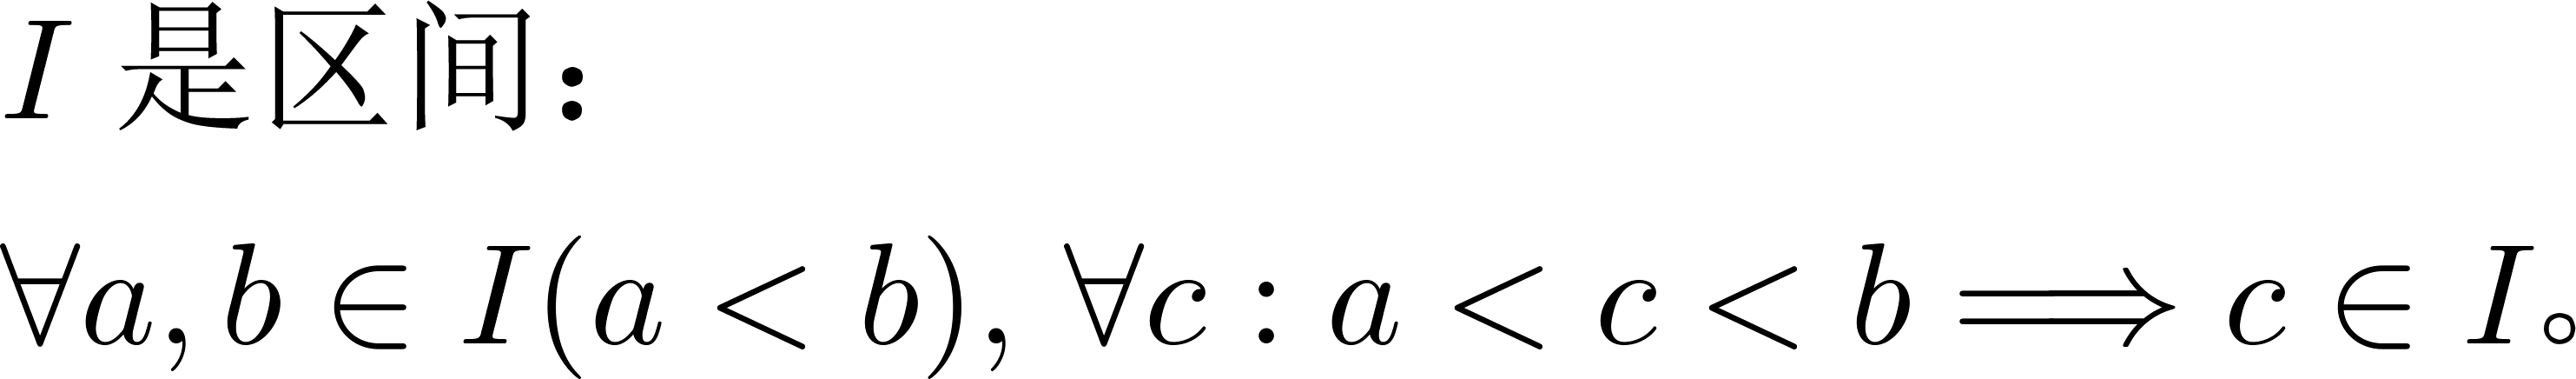 I 是区间：
∀a, b ∈ I(a < b), ∀c : a < c < b ⟹ c ∈ I。